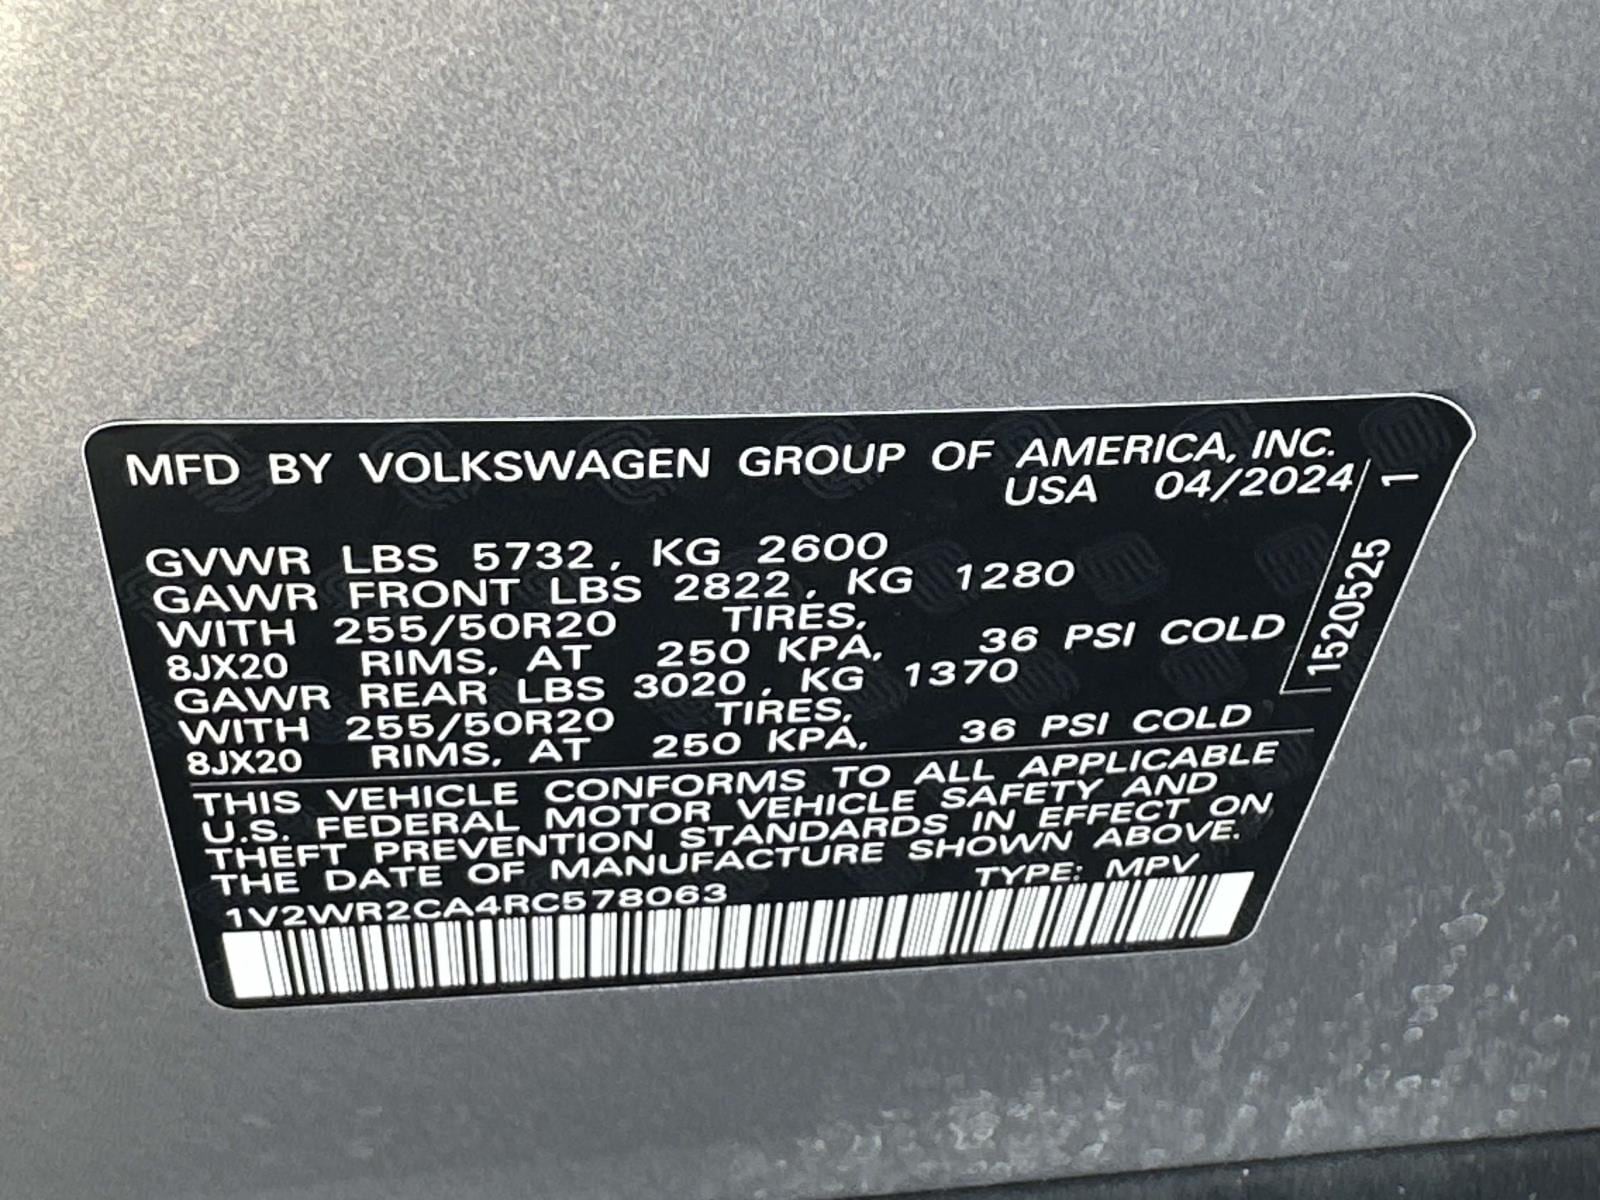 MFD BY VOLKSWAGEN GROUP OF AMERICA, INC.
USA 04/2024
GVWR LBS 5732, KG 2600
GAWR FRONT LBS 2822, KG 1280
WITH 255/50R20 TIRES,
8JX20 RIMS, AT 250 KPA, 36 PSI COLD
GAWR REAR LBS 3020, KG 1370
WITH 255/50R20 TIRES,
8JX20 RIMS, AT 250 KPA, 36 PSI COLD
THIS VEHICLE CONFORMS TO ALL APPLICABLE
U.S. FEDERAL MOTOR VEHICLE SAFETY AND
THEFT PREVENTION STANDARDS IN EFFECT ON
THE DATE OF MANUFACTURE SHOWN ABOVE.
1V2WR2CA4RC578063 TYPE: MPV
1520525 1